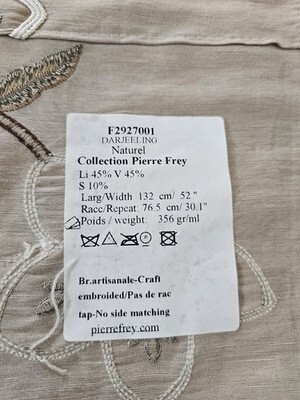 F2927001
DARJEELING
Naturel
Collection Pierre Frey
Li 45% V 45%
S 10%
Larg/Width 132 cm/ 52 "
Racc/Repeat: 76.5 cm/ 30.1"
Poids / weight: 356 gr/ml
Br.artisanale-Craft
embroided/Pas de rac
tap-No side matching
pierrefrey.com